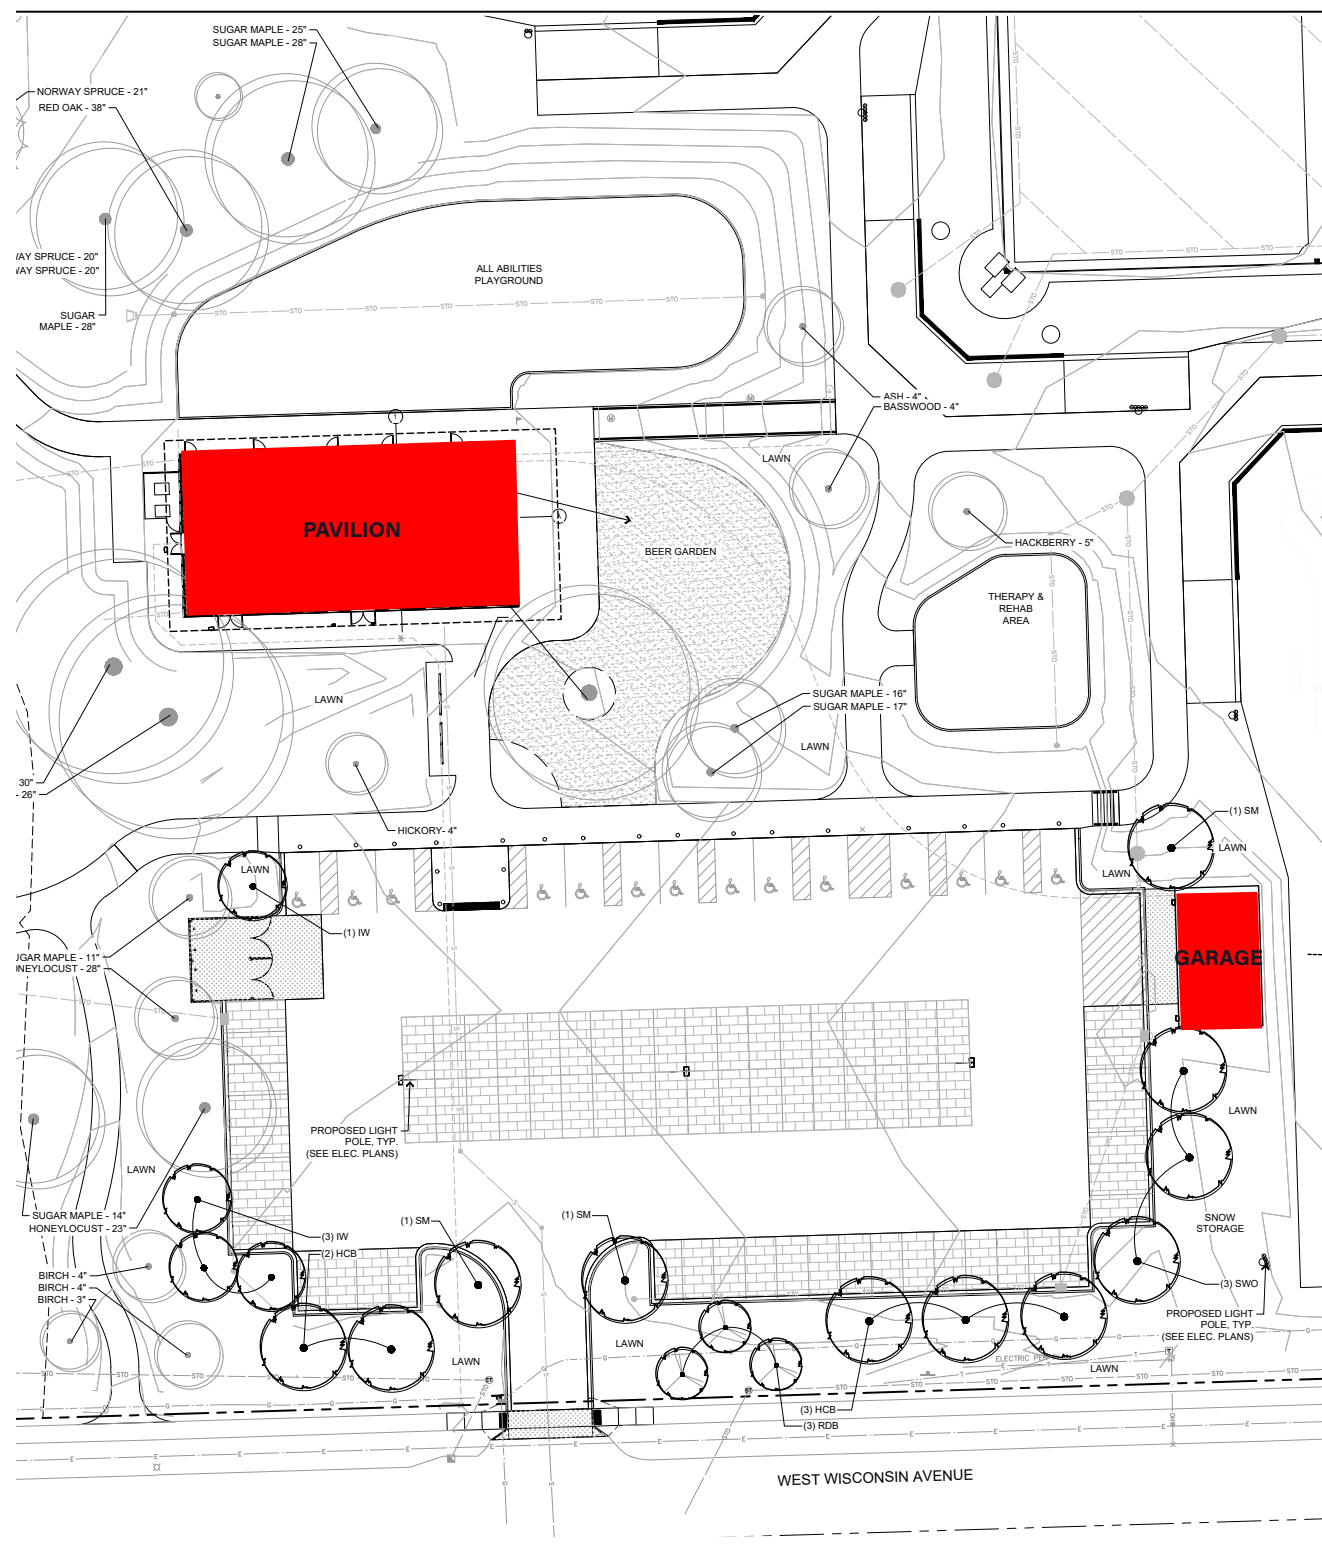 SUGAR MAPLE - 25"
SUGAR MAPLE - 28"
NORWAY SPRUCE - 21"
RED OAK - 38"
WAY SPRUCE - 20"
WAY SPRUCE - 20"
SUGAR
MAPLE - 28"
ALL ABILITIES
PLAYGROUND
ASH - 4"
BASSWOOD - 4"
LAWN
PAVILION
BEER GARDEN
HACKBERRY - 5"
THERAPY &
REHAB
AREA
LAWN
SUGAR MAPLE - 16"
SUGAR MAPLE - 17"
LAWN
30"
- 26"
HICKORY- 4"
(1) SM
LAWN
LAWN
LAWN
(1) IW
GARAGE
UGAR MAPLE - 11"
ONEYLOCUST - 28"
PROPOSED LIGHT
POLE, TYP.
(SEE ELEC. PLANS)
LAWN
LAWN
SUGAR MAPLE - 14"
HONEYLOCUST - 23"
(3) IW
(2) HCB
(1) SM
(1) SM
SNOW
STORAGE
BIRCH - 4"
BIRCH - 4"
BIRCH - 3"
(3) SWO
PROPOSED LIGHT
POLE, TYP.
(SEE ELEC. PLANS)
LAWN
LAWN
LAWN
(3) HCB
(3) RDB
WEST WISCONSIN AVENUE